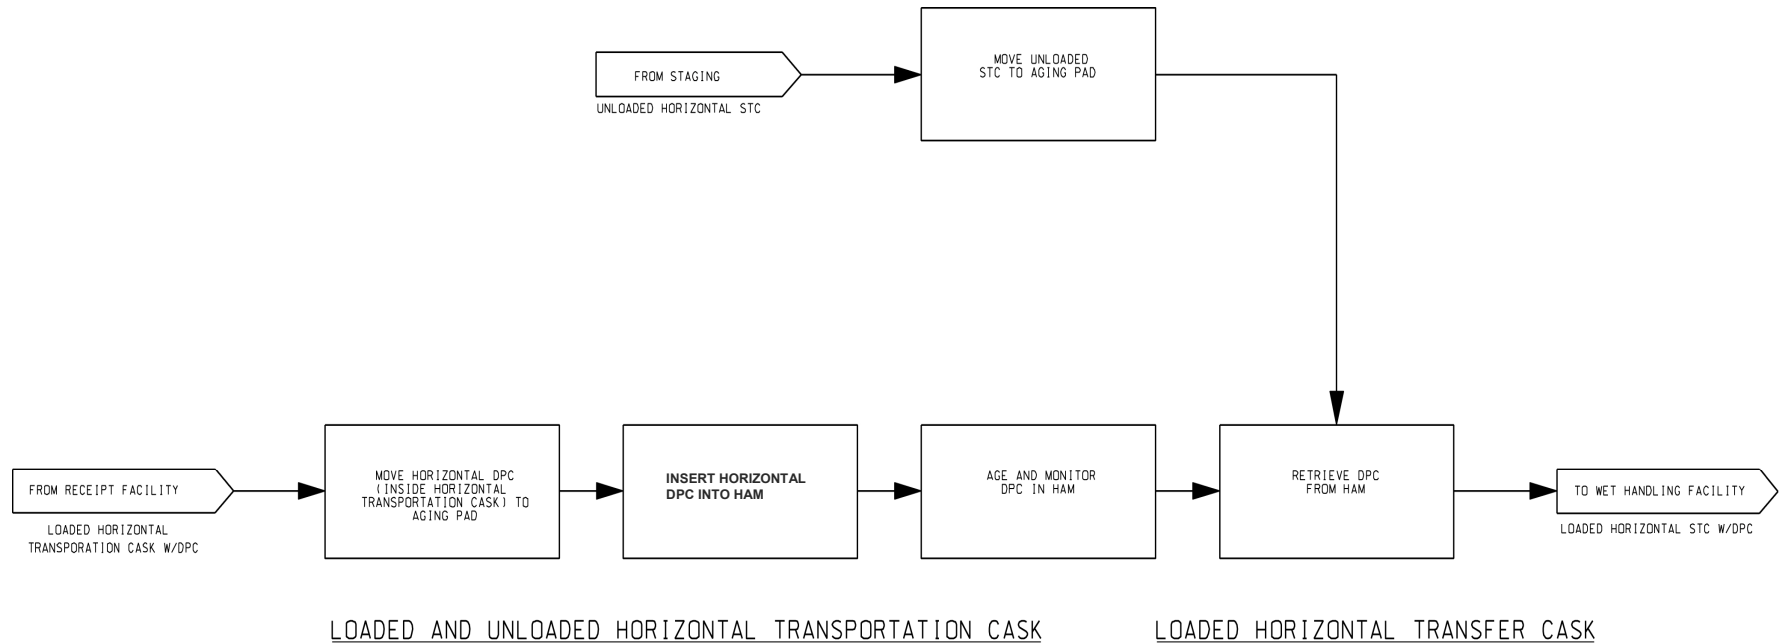 MOVE UNLOADED
STC TO AGING PAD
FROM STAGING
UNLOADED HORIZONTAL STC
FROM RECEIPT FACILITY
LOADED HORIZONTAL
TRANSPORATION CASK W/DPC
MOVE HORIZONTAL DPC
(INSIDE HORIZONTAL
TRANSPORTATION CASK) TO
AGING PAD
INSERT HORIZONTAL
DPC INTO HAM
AGE AND MONITOR
DPC IN HAM
RETRIEVE DPC
FROM HAM
TO WET HANDLING FACILITY
LOADED HORIZONTAL STC W/DPC
LOADED AND UNLOADED HORIZONTAL TRANSPORTATION CASK
LOADED HORIZONTAL TRANSFER CASK